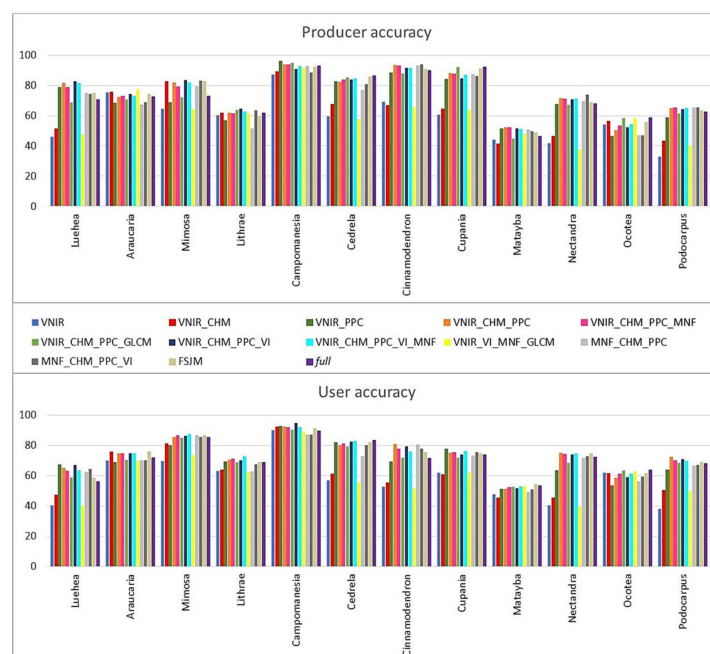 Producer accuracy
100
80
60
40
20
0
Luehea
Araucaria
Mimosa
Lithrae
Campomanesia
Cedrela
Cinnamodendron
Cupania
Matayba
Nectandra
Ocotea
Podocarpus
VNIR VNIR_CHM VNIR_PPC VNIR_CHM_PPC VNIR_CHM_PPC_MNF
VNIR_CHM_PPC_GLCM VNIR_CHM_PPC_VI VNIR_CHM_PPC_VI_MNF VNIR_VI_MNF_GLCM MNF_CHM_PPC
MNF_CHM_PPC_VI FSJM full
User accuracy
100
80
60
40
20
0
Luehea
Araucaria
Mimosa
Lithrae
Campomanesia
Cedrela
Cinnamodendron
Cupania
Matayba
Nectandra
Ocotea
Podocarpus